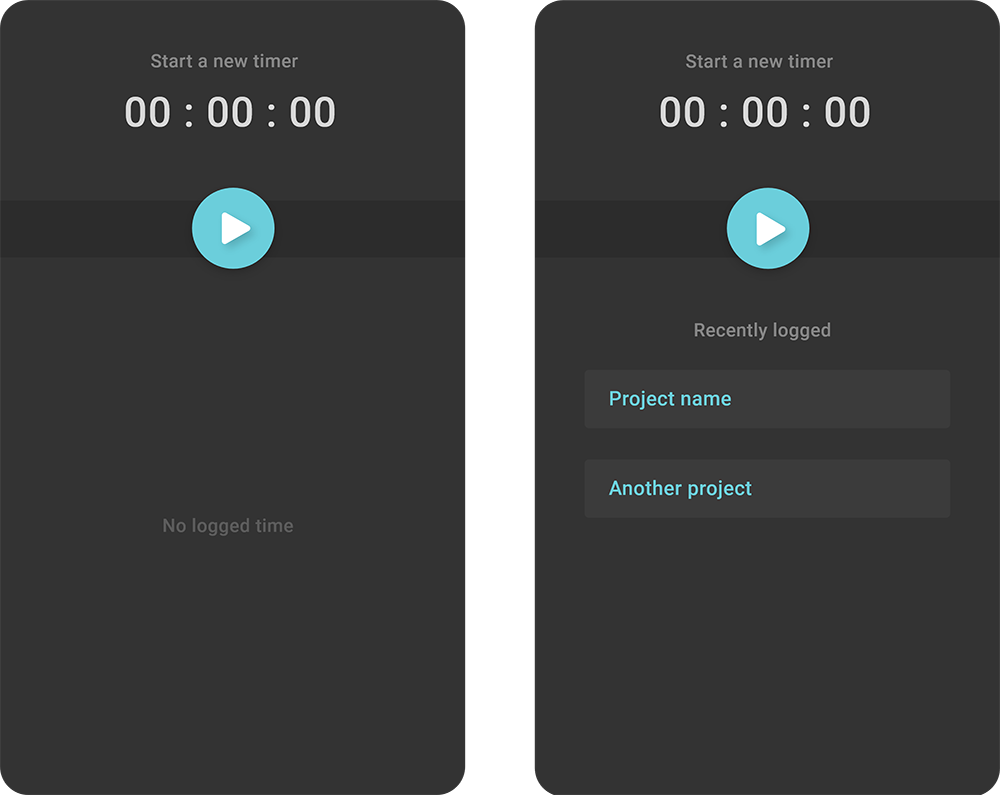 Start a new timer
00 : 00 : 00
No logged time
Start a new timer
00 : 00 : 00
Recently logged
Project name
Another project